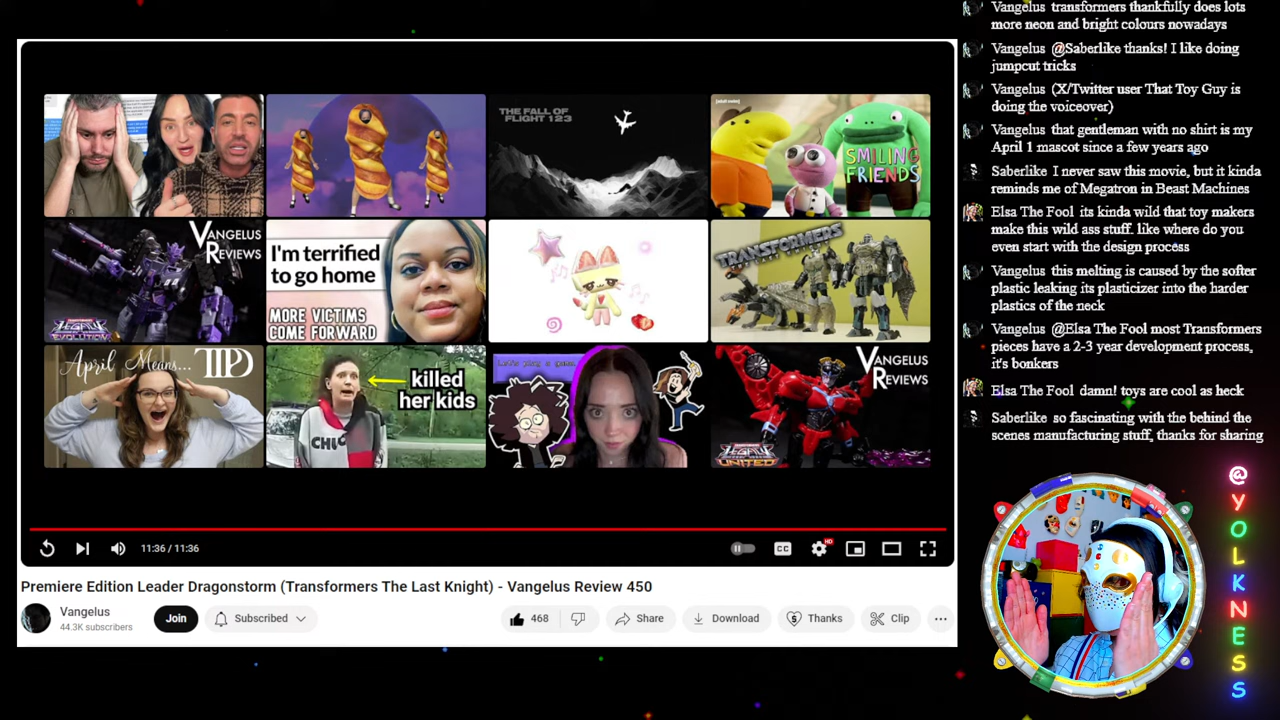 THE FALL OF
FLIGHT 123
[adult swim]
SMILING
FRIENDS
VANGELUS
REVIEWS
TRANSFORMERS
LEGACY
EVOLUTION
I'm terrified
to go home
MORE VICTIMS
COME FORWARD
TRANSFORMERS
April Means...
killed
her kids
CHIC
Let's play a game
VANGELUS
REVIEWS
LEGACY
UNITED
11:36 / 11:36
HD
CC
Premiere Edition Leader Dragonstorm (Transformers The Last Knight) - Vangelus Review 450
Vangelus
44.3K subscribers
Join
Subscribed
468
Share
Download
Thanks
Clip
Vangelus transformers thankfully does lots
more neon and bright colours nowadays
Vangelus @Saberlike thanks! I like doing
jumpcut tricks
Vangelus (X/Twitter user That Toy Guy is
doing the voiceover)
Vangelus that gentleman with no shirt is my
April 1 mascot since a few years ago
Saberlike I never saw this movie, but it kinda
reminds me of Megatron in Beast Machines
Elsa The Fool its kinda wild that toy makers
make this wild ass stuff. like where do you
even start with the design process
Vangelus this melting is caused by the softer
plastic leaking its plasticizer into the harder
plastics of the neck
Vangelus @Elsa The Fool most Transformers
pieces have a 2-3 year development process,
it's bonkers
Elsa The Fool damn! toys are cool as heck
Saberlike so fascinating with the behind the
scenes manufacturing stuff, thanks for sharing
@YOLKNESS